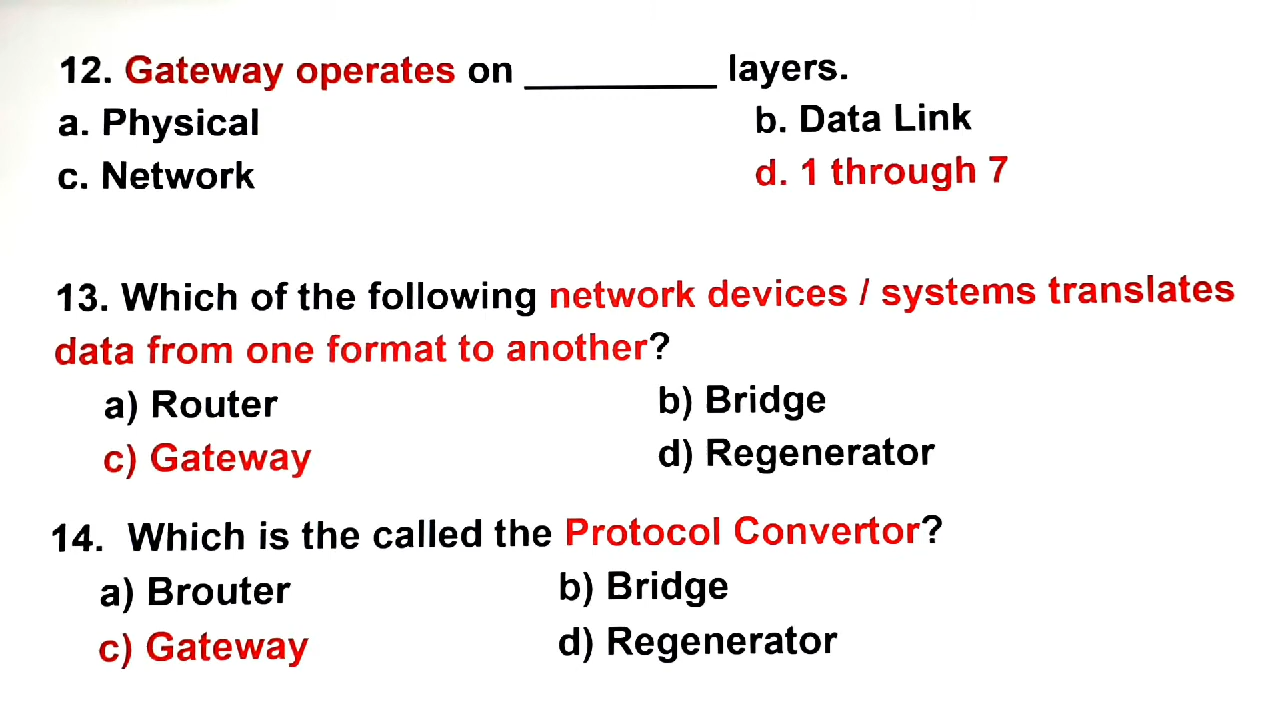 12. Gateway operates on _________ layers.
a. Physical b. Data Link
c. Network d. 1 through 7
13. Which of the following network devices / systems translates
data from one format to another?
a) Router b) Bridge
c) Gateway d) Regenerator
14. Which is the called the Protocol Convertor?
a) Brouter b) Bridge
c) Gateway d) Regenerator